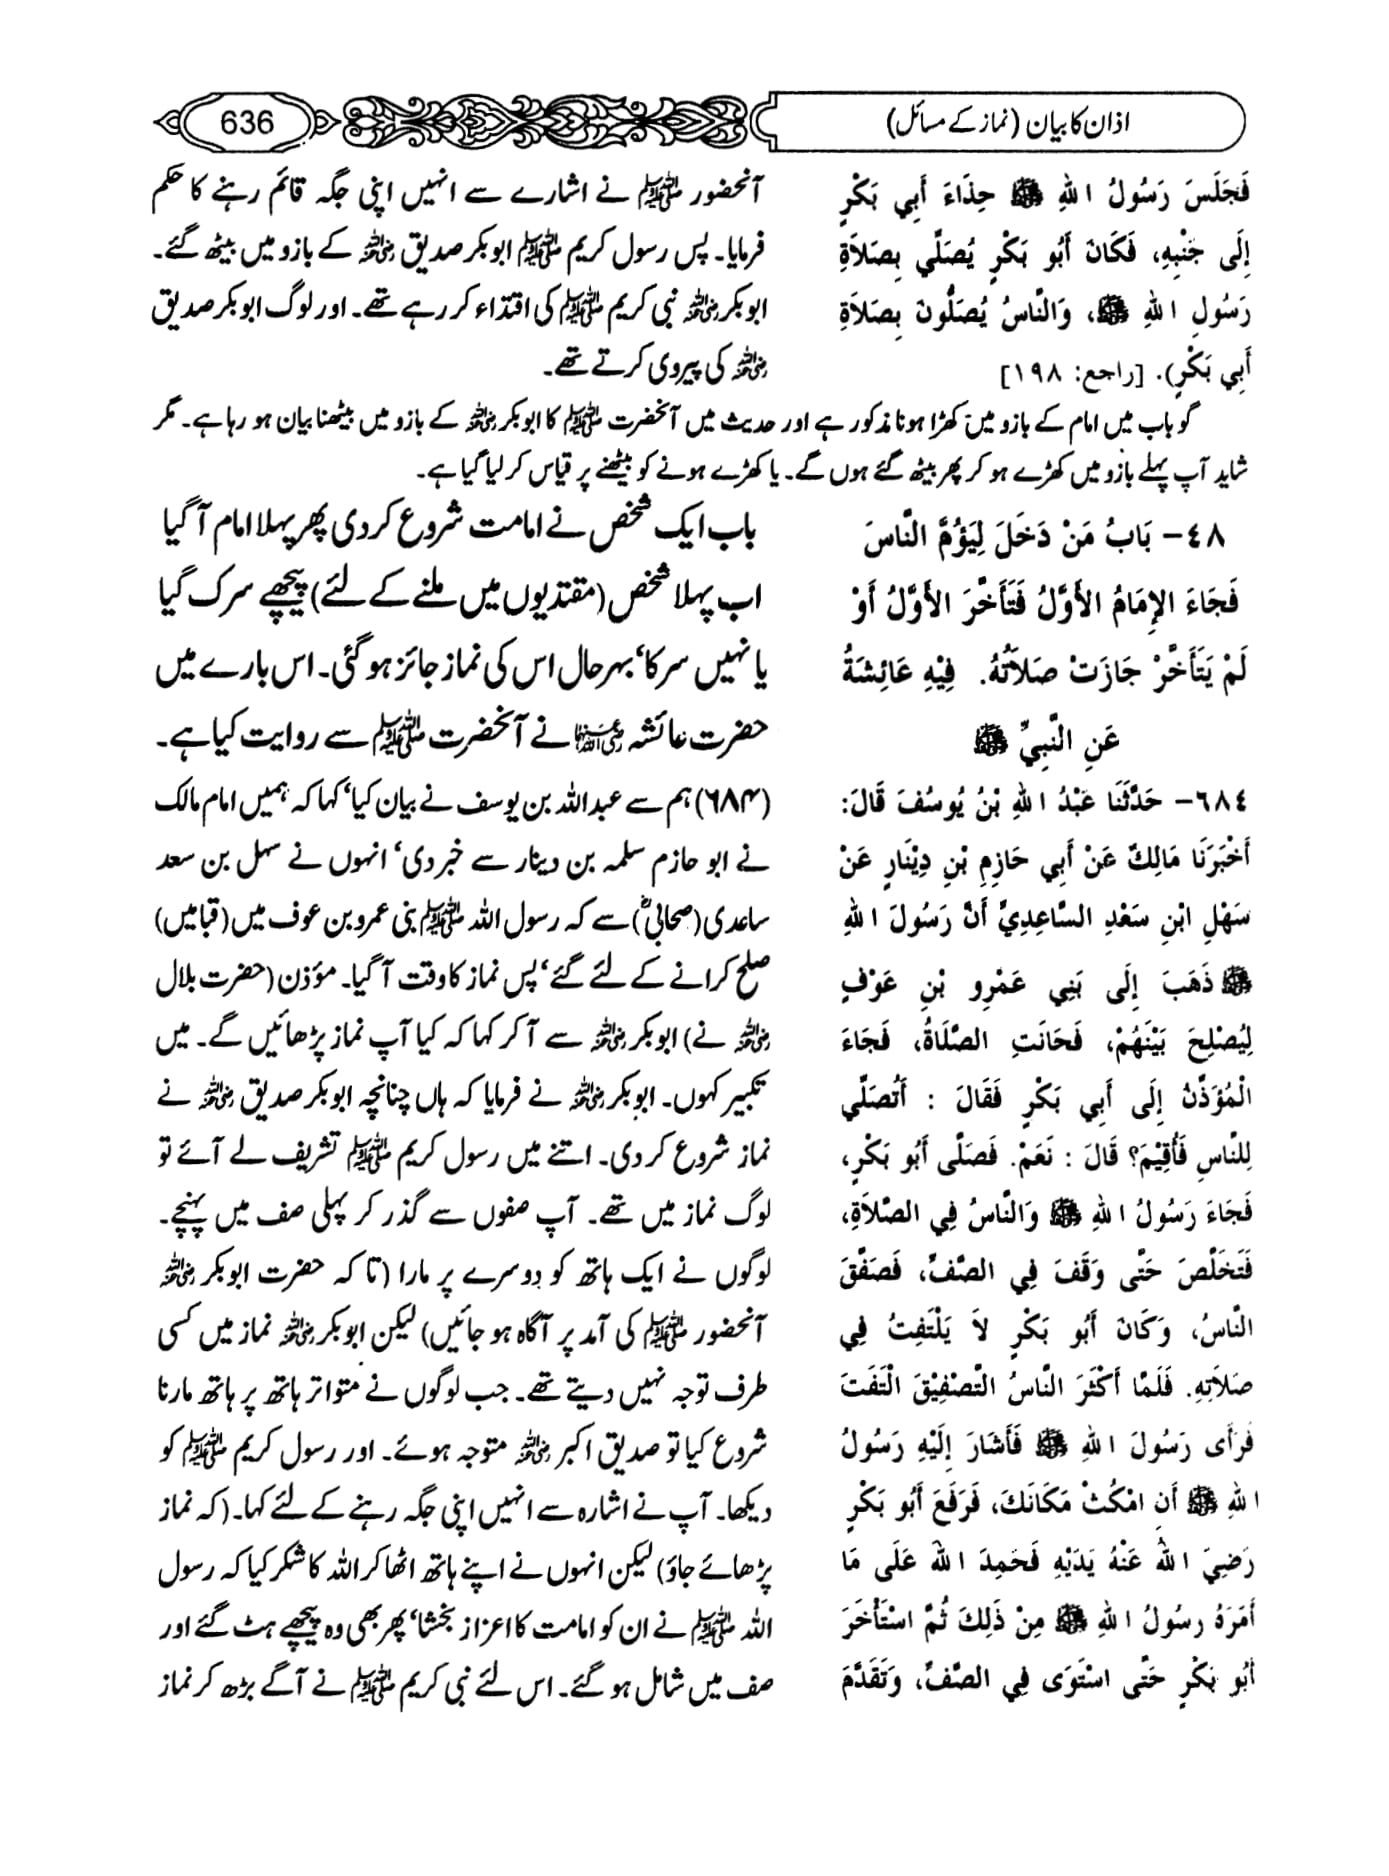 اذان کا بیان (نماز کے مسائل)
636
فَجَلَسَ رَسُولُ اللهِ ﷺ حِذَاءَ أَبِي بَكْرٍ
إِلَى جَنْبِهِ، فَكَانَ أَبُو بَكْرٍ يُصَلِّي بِصَلَاةِ
رَسُولِ اللهِ ﷺ، وَالنَّاسُ يُصَلُّونَ بِصَلَاةِ
أَبِي بَكْرٍ). [راجع: ١٩٨]
آنحضور ﷺ نے اشارے سے انہیں اپنی جگہ قائم رہنے کا حکم
فرمایا۔ پس رسول کریم ﷺ ابوبکر صدیق رضی اللہ عنہ کے بازو میں بیٹھ گئے۔
ابوبکر رضی اللہ عنہ نبی کریم ﷺ کی اقتداء کر رہے تھے۔ اور لوگ ابوبکر صدیق
رضی اللہ عنہ کی پیروی کرتے تھے۔
گو باب میں امام کے بازو میں کھڑا ہونا مذکور ہے اور حدیث میں آنحضرت ﷺ کا ابوبکر رضی اللہ عنہ کے بازو میں بیٹھنا بیان ہو رہا ہے۔ مگر
شاید آپ پہلے بازو میں کھڑے ہو کر پھر بیٹھ گئے ہوں گے۔ یا کھڑے ہونے کو بیٹھنے پر قیاس کر لیا گیا ہے۔
٤٨- بَابُ مَنْ دَخَلَ لِيَؤُمَّ النَّاسَ
فَجَاءَ الإِمَامُ الأَوَّلُ فَتَأَخَّرَ الأَوَّلُ أَوْ
لَمْ يَتَأَخَّرْ جَازَتْ صَلاَتُهُ. فِيْهِ عَائِشَةُ
عَنِ النَّبِيِّ ﷺ
باب ایک شخص نے امامت شروع کردی پھر پہلا امام آگیا
اب پہلا شخص (مقتدیوں میں ملنے کے لئے) پیچھے سرک گیا
یا نہیں سرکا‘ بہرحال اس کی نماز جائز ہو گئی۔ اس بارے میں
حضرت عائشہ رضی اللہ عنہا نے آنحضرت ﷺ سے روایت کیا ہے۔
٦٨٤- حَدَّثَنَا عَبْدُ اللهِ بْنُ يُوسُفَ قَالَ:
أَخْبَرَنَا مَالِكٌ عَنْ أَبِي حَازِمِ بْنِ دِيْنَارٍ عَنْ
سَهْلِ ابْنِ سَعْدِ السَّاعِدِيِّ أَنَّ رَسُولَ اللهِ
ﷺ ذَهَبَ إِلَى بَنِي عَمْرِو بْنِ عَوْفٍ
لِيُصْلِحَ بَيْنَهُمْ، فَحَانَتِ الصَّلَاةُ، فَجَاءَ
الْمُؤَذِّنُ إِلَى أَبِي بَكْرٍ فَقَالَ : أَتُصَلِّي
لِلنَّاسِ فَأُقِيْمَ؟ قَالَ : نَعَمْ. فَصَلَّى أَبُو بَكْرٍ،
فَجَاءَ رَسُولُ اللهِ ﷺ وَالنَّاسُ فِي الصَّلاَةِ،
فَتَخَلَّصَ حَتَّى وَقَفَ فِي الصَّفِّ، فَصَفَّقَ
النَّاسُ، وَكَانَ أَبُو بَكْرٍ لاَ يَلْتَفِتُ فِي
صَلاَتِهِ. فَلَمَّا أَكْثَرَ النَّاسُ التَّصْفِيْقَ الْتَفَتَ
فَرَأَى رَسُولَ اللهِ ﷺ فَأَشَارَ إِلَيْهِ رَسُولُ
اللهِ ﷺ أَنِ امْكُثْ مَكَانَكَ، فَرَفَعَ أَبُو بَكْرٍ
رَضِيَ اللهُ عَنْهُ يَدَيْهِ فَحَمِدَ اللهَ عَلَى مَا
أَمَرَهُ رَسُولُ اللهِ ﷺ مِنْ ذَلِكَ ثُمَّ اسْتَأْخَرَ
أَبُو بَكْرٍ حَتَّى اسْتَوَى فِي الصَّفِّ، وَتَقَدَّمَ
(۶۸۴) ہم سے عبداللہ بن یوسف نے بیان کیا‘ کہا کہ ہمیں امام مالک
نے ابو حازم سلمہ بن دینار سے خبر دی‘ انہوں نے سہل بن سعد
ساعدی (صحابیؓ) سے کہ رسول اللہ ﷺ بنی عمرو بن عوف میں (قبا میں)
صلح کرانے کے لئے گئے‘ پس نماز کا وقت آگیا۔ مؤذن (حضرت بلال
رضی اللہ عنہ نے) ابوبکر رضی اللہ عنہ سے آکر کہا کہ کیا آپ نماز پڑھائیں گے۔ میں
تکبیر کہوں۔ ابوبکر رضی اللہ عنہ نے فرمایا کہ ہاں چنانچہ ابوبکر صدیق رضی اللہ عنہ نے
نماز شروع کر دی۔ اتنے میں رسول کریم ﷺ تشریف لے آئے تو
لوگ نماز میں تھے۔ آپ صفوں سے گذر کر پہلی صف میں پہنچے۔
لوگوں نے ایک ہاتھ کو دوسرے پر مارا (تاکہ حضرت ابوبکر رضی اللہ عنہ
آنحضور ﷺ کی آمد پر آگاہ ہو جائیں) لیکن ابوبکر رضی اللہ عنہ نماز میں کسی
طرف توجہ نہیں دیتے تھے۔ جب لوگوں نے متواتر ہاتھ پر ہاتھ مارنا
شروع کیا تو صدیق اکبر رضی اللہ عنہ متوجہ ہوئے۔ اور رسول کریم ﷺ کو
دیکھا۔ آپ نے اشارہ سے انہیں اپنی جگہ رہنے کے لئے کہا۔ (کہ نماز
پڑھائے جاؤ) لیکن انہوں نے اپنے ہاتھ اٹھا کر اللہ کا شکر کیا کہ رسول
اللہ ﷺ نے ان کو امامت کا اعزاز بخشا‘ پھر بھی وہ پیچھے ہٹ گئے اور
صف میں شامل ہو گئے۔ اس لئے نبی کریم ﷺ نے آگے بڑھ کر نماز